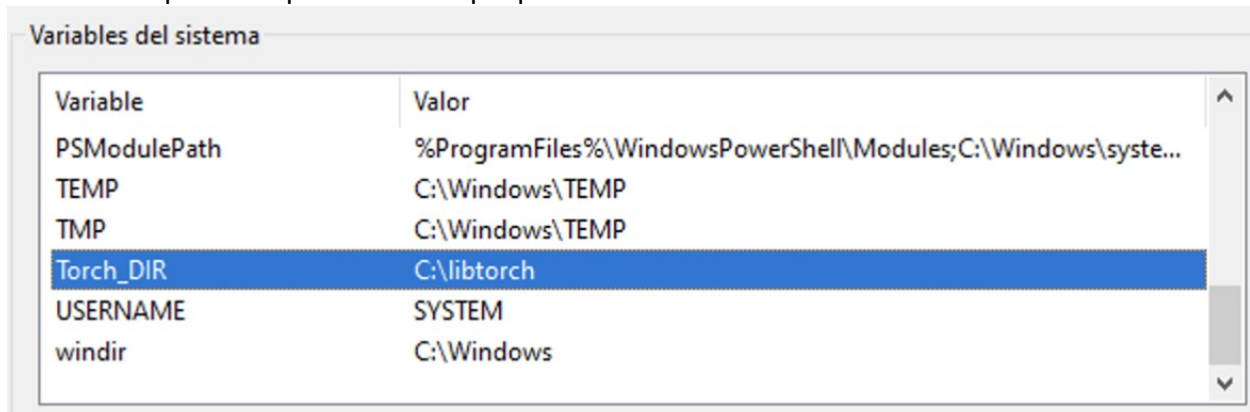 Variables del sistema
Variable Valor
PSModulePath %ProgramFiles%\WindowsPowerShell\Modules;C:\Windows\syste...
TEMP C:\Windows\TEMP
TMP C:\Windows\TEMP
Torch_DIR C:\libtorch
USERNAME SYSTEM
windir C:\Windows